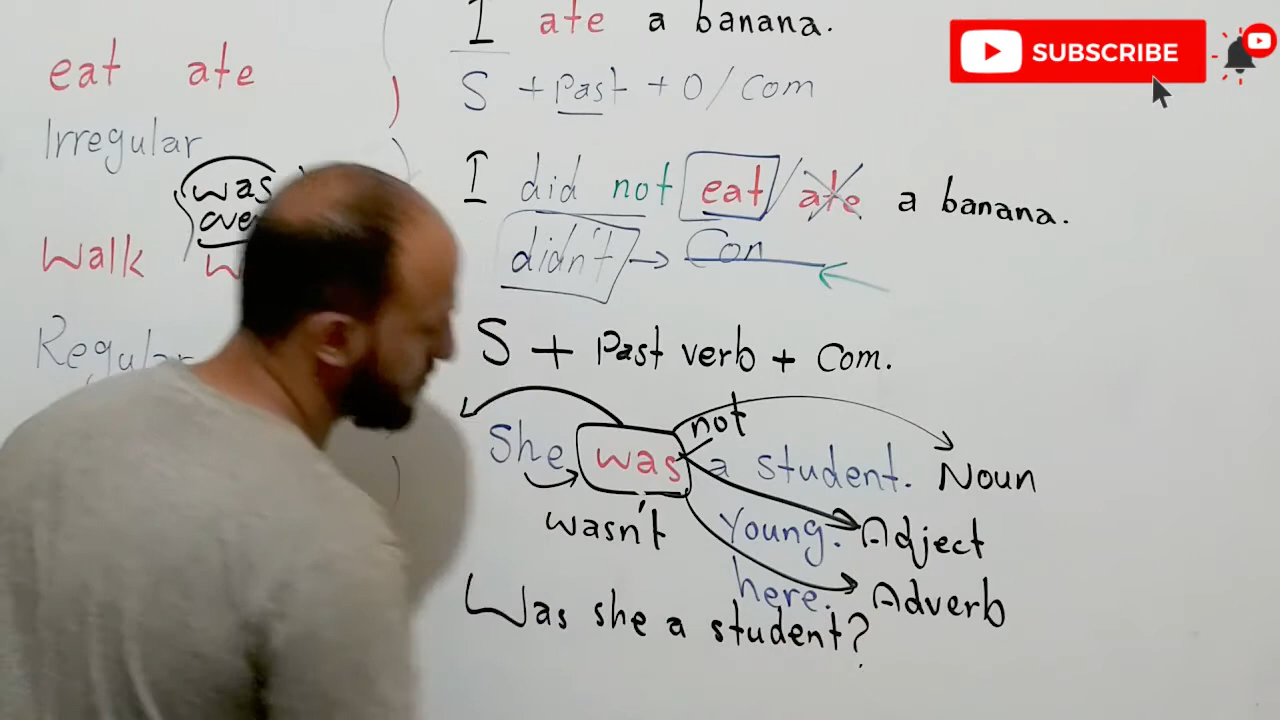 eat ate
Irregular
was
Walk
Regular
I ate a banana.
S + past + O/Com
I did not eat/ate a banana.
didn't → Con
S + Past verb + Com.
not
She was a student. Noun
wasn't young. Adject
here. Adverb
Was she a student?
SUBSCRIBE